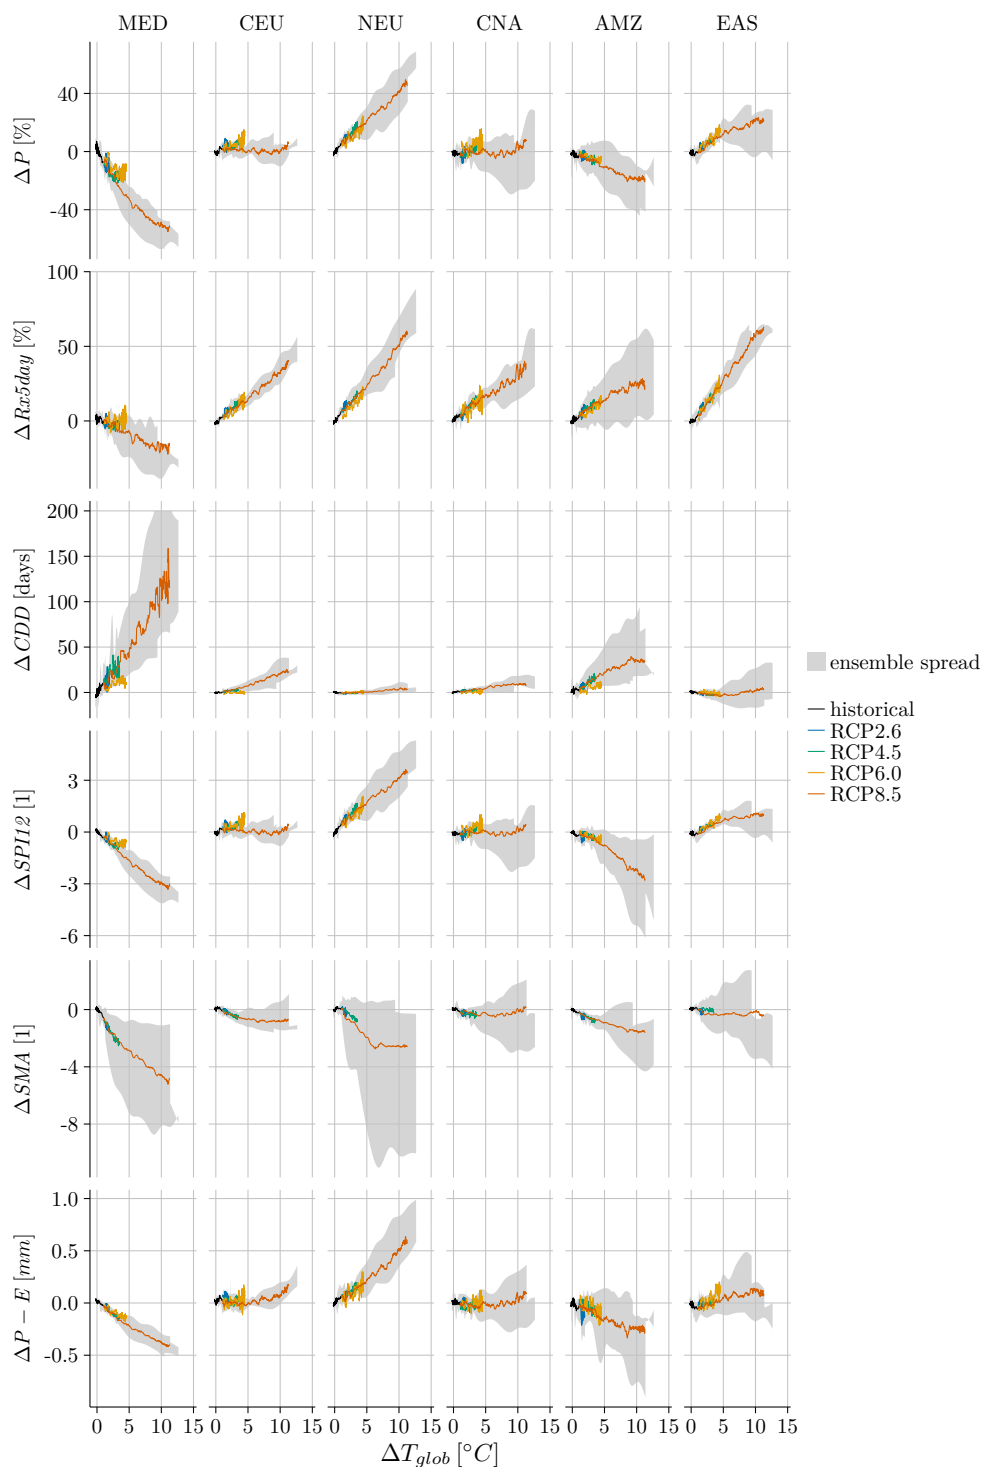 MED CEU NEU CNA AMZ EAS
ΔP [%]
40
0
-40
ΔRx5day [%]
100
50
0
ΔCDD [days]
200
150
100
50
0
ensemble spread
historical
RCP2.6
RCP4.5
RCP6.0
RCP8.5
ΔSPI12 [1]
3
0
-3
-6
ΔSMA [1]
0
-4
-8
ΔP − E [mm]
1.0
0.5
0.0
-0.5
0 5 10 15 0 5 10 15 0 5 10 15 0 5 10 15 0 5 10 15 0 5 10 15
ΔT_glob [°C]